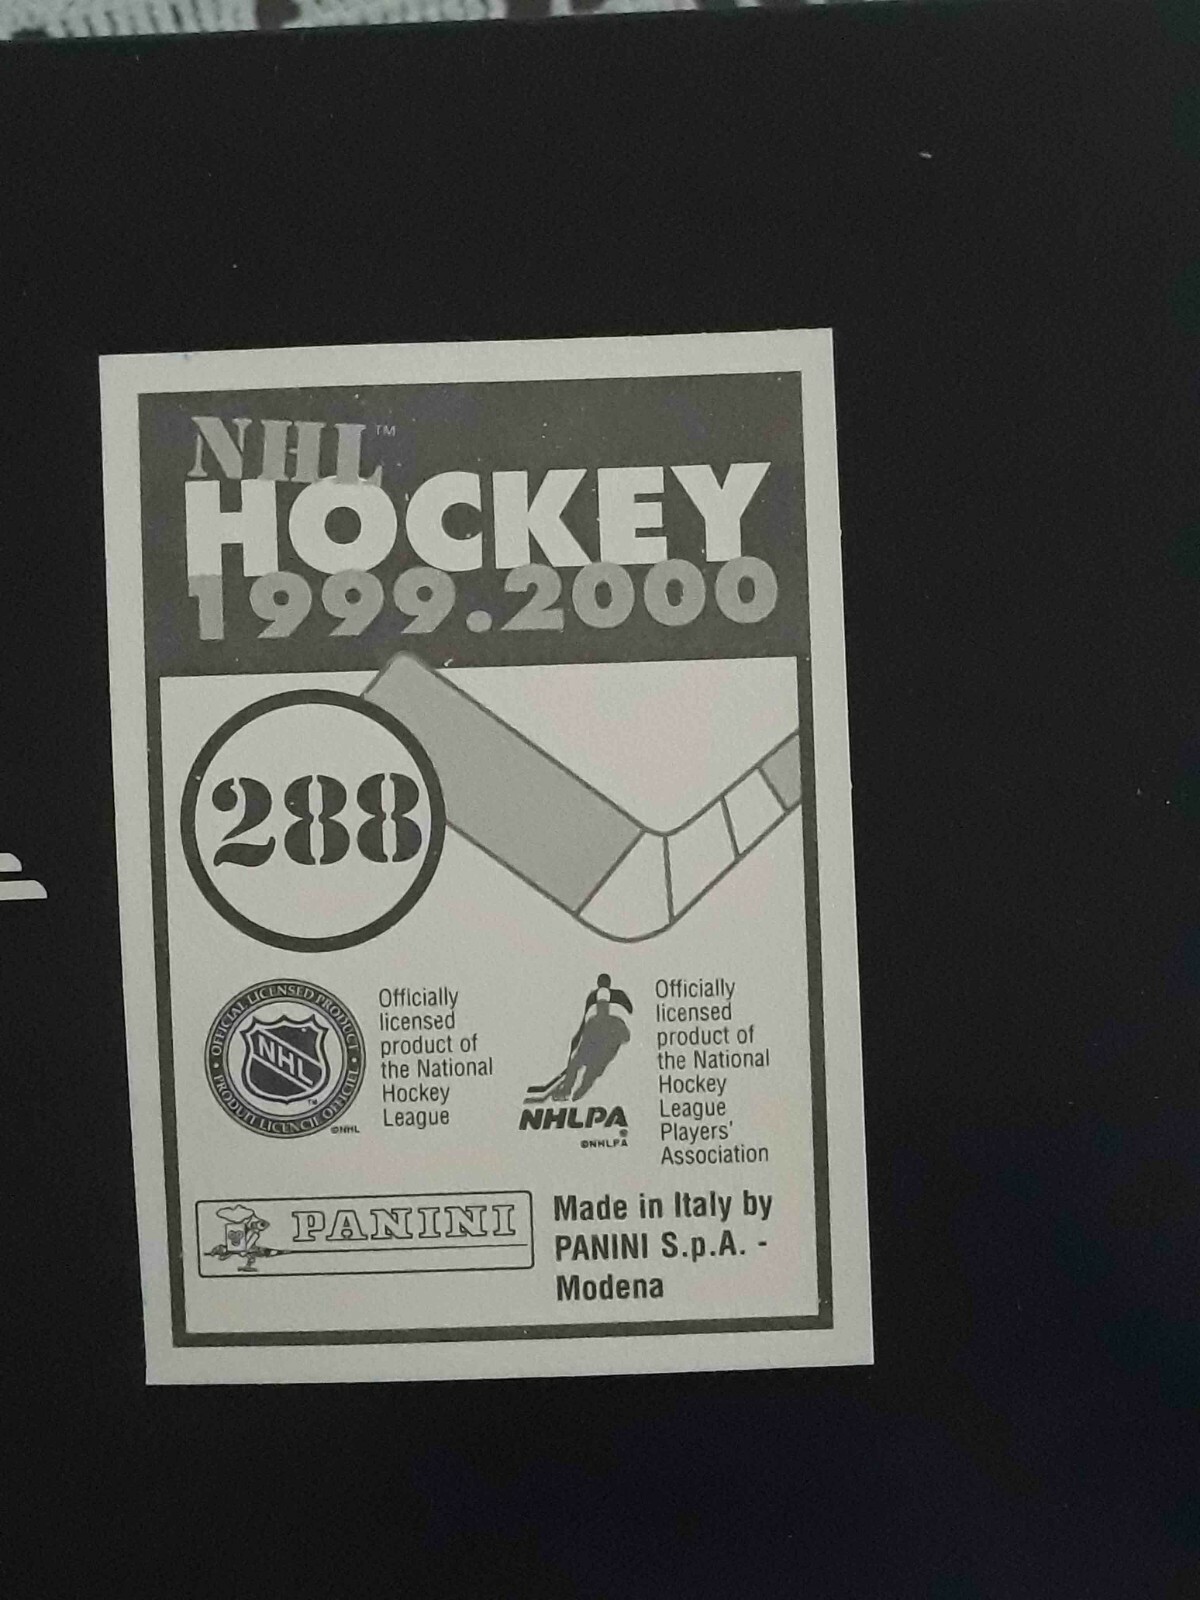 NHL™
HOCKEY
1999.2000
288
OFFICIAL LICENSED PRODUCT
NHL
™
PRODUIT LICENCIÉ OFFICIEL
©NHL
Officially
licensed
product of
the National
Hockey
League
NHLPA
®
©NHLPA
Officially
licensed
product of
the National
Hockey
League
Players'
Association
PANINI
Made in Italy by
PANINI S.p.A. -
Modena